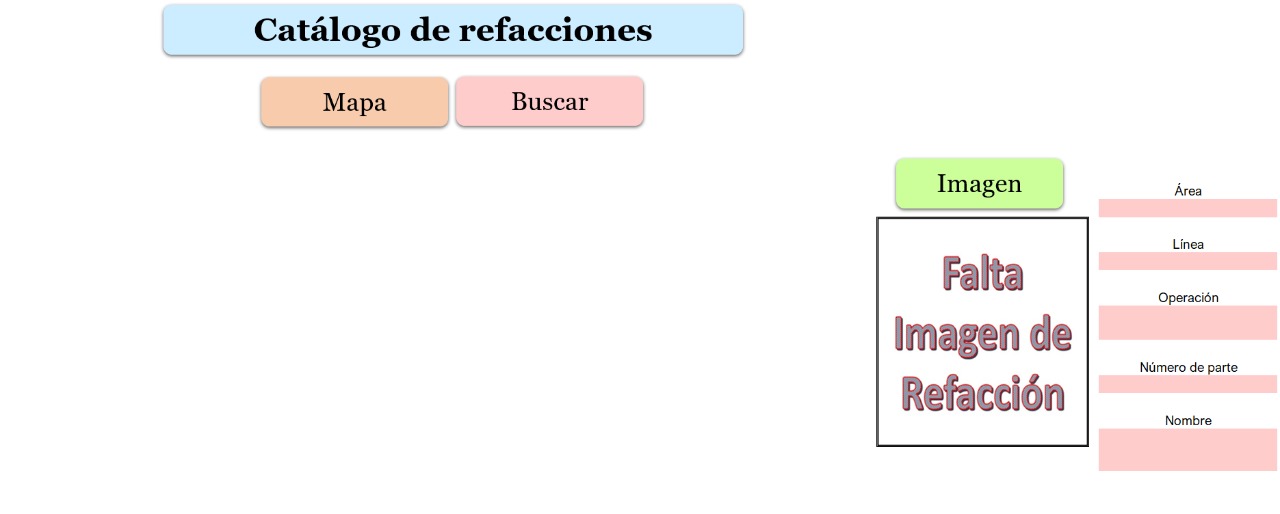 Catálogo de refacciones
Mapa
Buscar
Imagen
Falta
Imagen de
Refacción
Área
Línea
Operación
Número de parte
Nombre